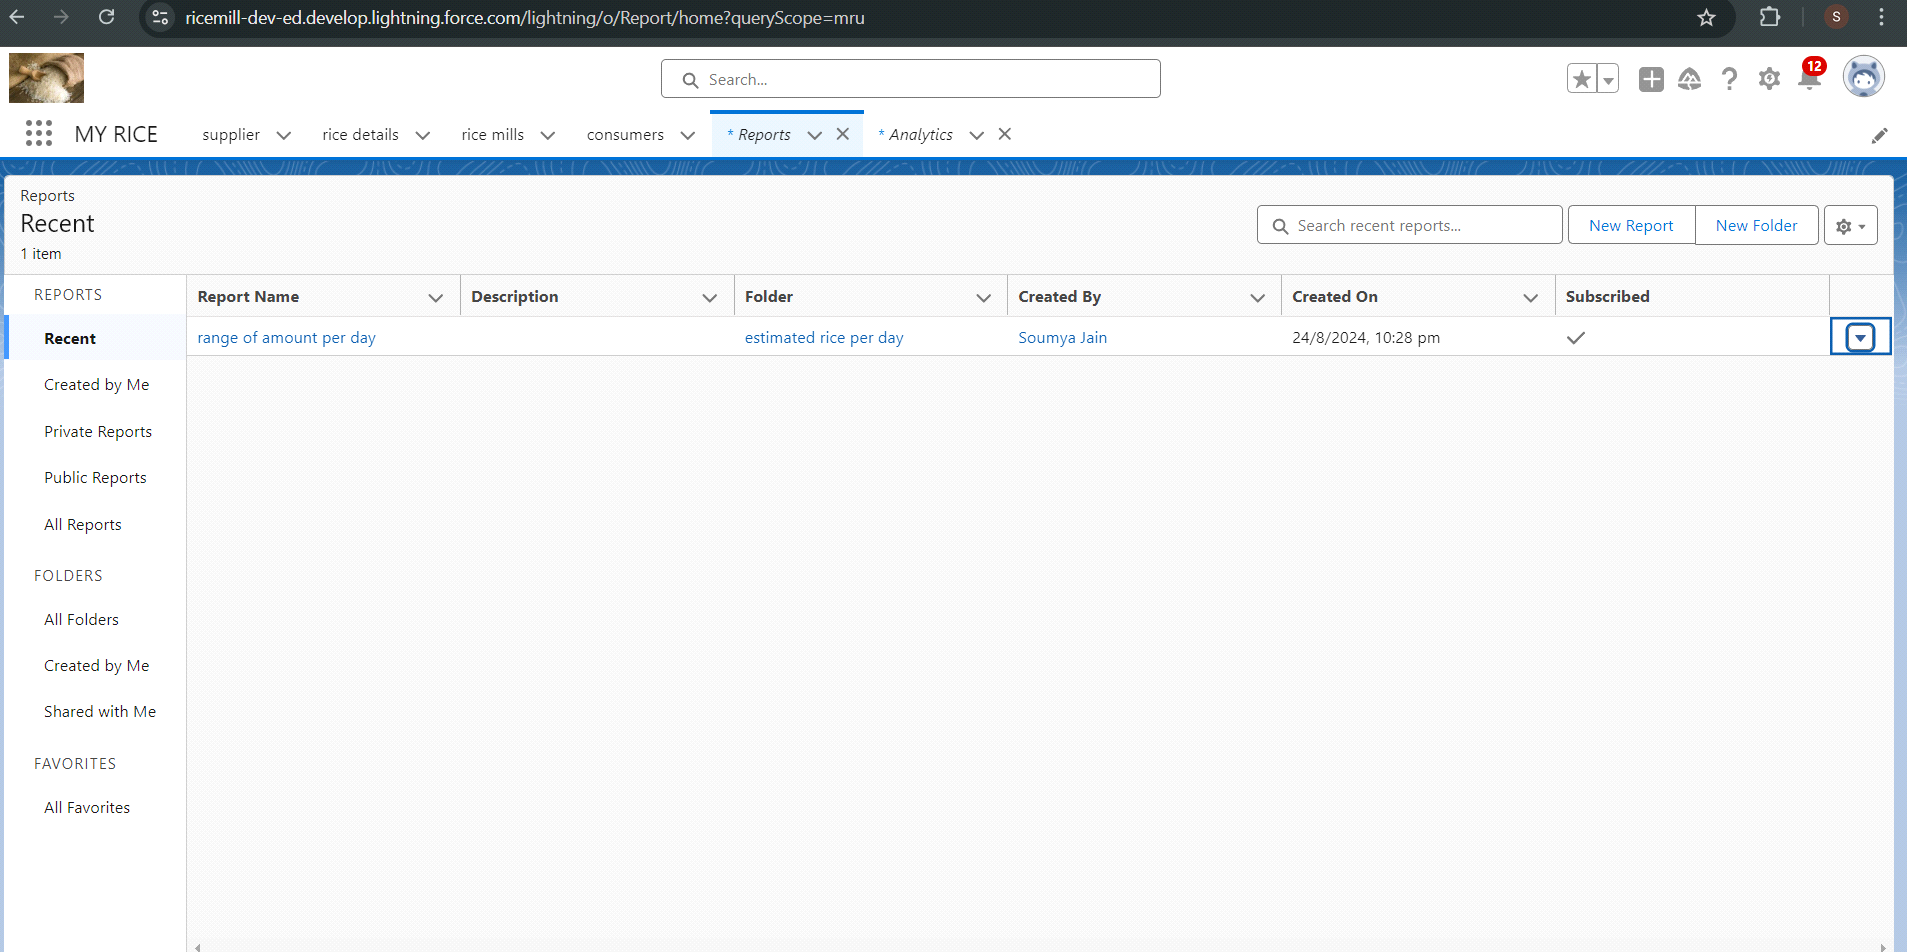 ricemill-dev-ed.develop.lightning.force.com/lightning/o/Report/home?queryScope=mru
S
Search...
12
MY RICE
supplier
rice details
rice mills
consumers
* Reports
* Analytics
Reports
Recent
1 item
Search recent reports...
New Report
New Folder
REPORTS
Recent
Created by Me
Private Reports
Public Reports
All Reports
FOLDERS
All Folders
Created by Me
Shared with Me
FAVORITES
All Favorites
Report Name
Description
Folder
Created By
Created On
Subscribed
range of amount per day
estimated rice per day
Soumya Jain
24/8/2024, 10:28 pm